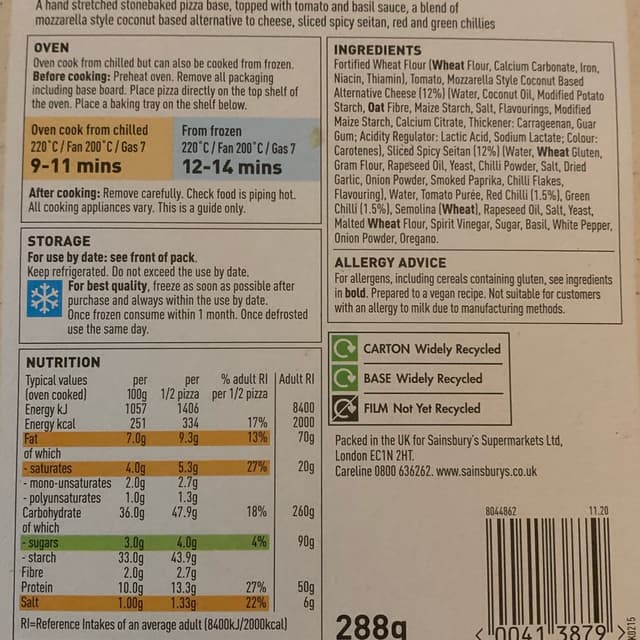 A hand stretched stonebaked pizza base, topped with tomato and basil sauce, a blend of
mozzarella style coconut based alternative to cheese, sliced spicy seitan, red and green chillies
OVEN
Oven cook from chilled but can also be cooked from frozen.
Before cooking: Preheat oven. Remove all packaging
including base board. Place pizza directly on the top shelf of
the oven. Place a baking tray on the shelf below.
Oven cook from chilled
220°C / Fan 200°C / Gas 7
9-11 mins
From frozen
220°C / Fan 200°C / Gas 7
12-14 mins
After cooking: Remove carefully. Check food is piping hot.
All cooking appliances vary. This is a guide only.
STORAGE
For use by date: see front of pack.
Keep refrigerated. Do not exceed the use by date.
For best quality, freeze as soon as possible after
purchase and always within the use by date.
Once frozen consume within 1 month. Once defrosted
use the same day.
NUTRITION
Typical values per per % adult RI Adult RI
(oven cooked) 100g 1/2 pizza per 1/2 pizza
Energy kJ 1057 1406 8400
Energy kcal 251 334 17% 2000
Fat 7.0g 9.3g 13% 70g
of which
- saturates 4.0g 5.3g 27% 20g
- mono-unsaturates 2.0g 2.7g
- polyunsaturates 1.0g 1.3g
Carbohydrate 36.0g 47.9g 18% 260g
of which
- sugars 3.0g 4.0g 4% 90g
- starch 33.0g 43.9g
Fibre 2.0g 2.7g
Protein 10.0g 13.3g 27% 50g
Salt 1.00g 1.33g 22% 6g
RI=Reference Intakes of an average adult (8400kJ/2000kcal)
INGREDIENTS
Fortified Wheat Flour (Wheat Flour, Calcium Carbonate, Iron,
Niacin, Thiamin), Tomato, Mozzarella Style Coconut Based
Alternative Cheese (12%) (Water, Coconut Oil, Modified Potato
Starch, Oat Fibre, Maize Starch, Salt, Flavourings, Modified
Maize Starch, Calcium Citrate, Thickener: Carrageenan, Guar
Gum; Acidity Regulator: Lactic Acid, Sodium Lactate; Colour:
Carotenes), Sliced Spicy Seitan (12%) (Water, Wheat Gluten,
Gram Flour, Rapeseed Oil, Yeast, Chilli Powder, Salt, Dried
Garlic, Onion Powder, Smoked Paprika, Chilli Flakes,
Flavouring), Water, Tomato Purée, Red Chilli (1.5%), Green
Chilli (1.5%), Semolina (Wheat), Rapeseed Oil, Salt, Yeast,
Malted Wheat Flour, Spirit Vinegar, Sugar, Basil, White Pepper,
Onion Powder, Oregano.
ALLERGY ADVICE
For allergens, including cereals containing gluten, see ingredients
in bold. Prepared to a vegan recipe. Not suitable for customers
with an allergy to milk due to manufacturing methods.
CARTON Widely Recycled
BASE Widely Recycled
FILM Not Yet Recycled
Packed in the UK for Sainsbury's Supermarkets Ltd,
London EC1N 2HT.
Careline 0800 636262. www.sainsburys.co.uk
8044862 11.20
288g